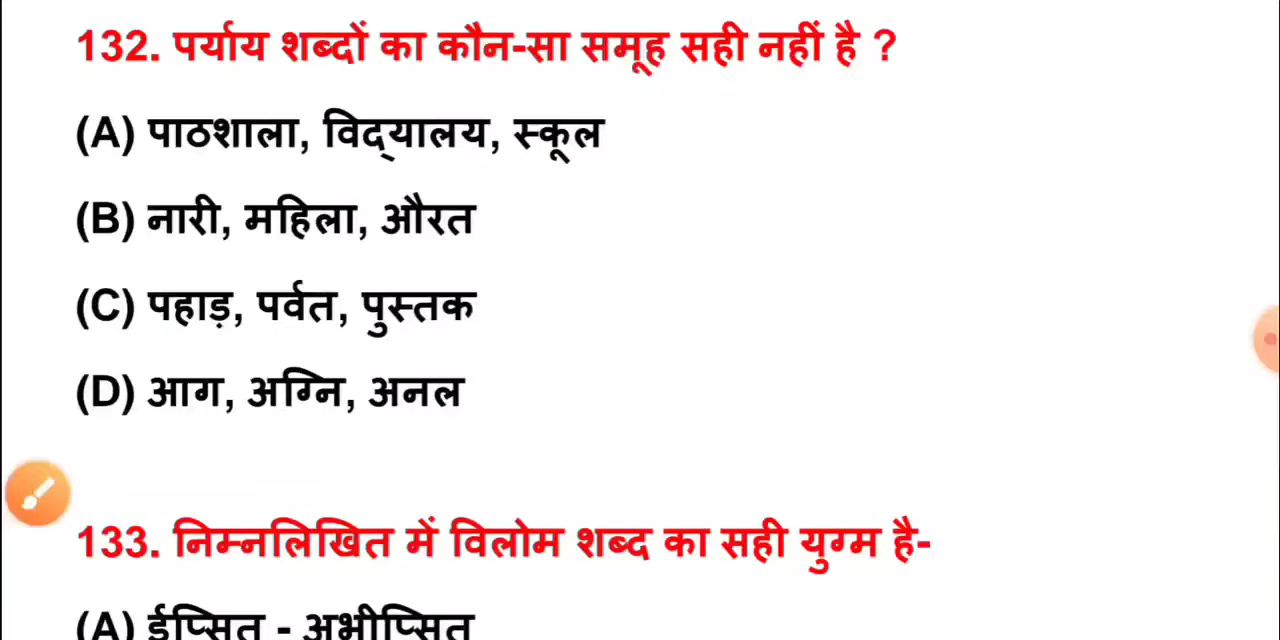 132. पर्याय शब्दों का कौन-सा समूह सही नहीं है ?
(A) पाठशाला, विद्यालय, स्कूल
(B) नारी, महिला, औरत
(C) पहाड़, पर्वत, पुस्तक
(D) आग, अग्नि, अनल
133. निम्नलिखित में विलोम शब्द का सही युग्म है-
(A) ईप्सित - अभीप्सित